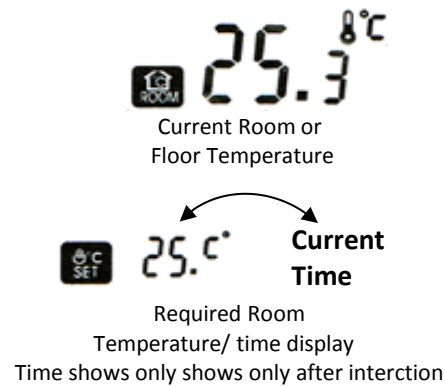 °C
ROOM 25.3
Current Room or
Floor Temperature
°C
SET 25.c° Current
Time
Required Room
Temperature/ time display
Time shows only shows only after interction